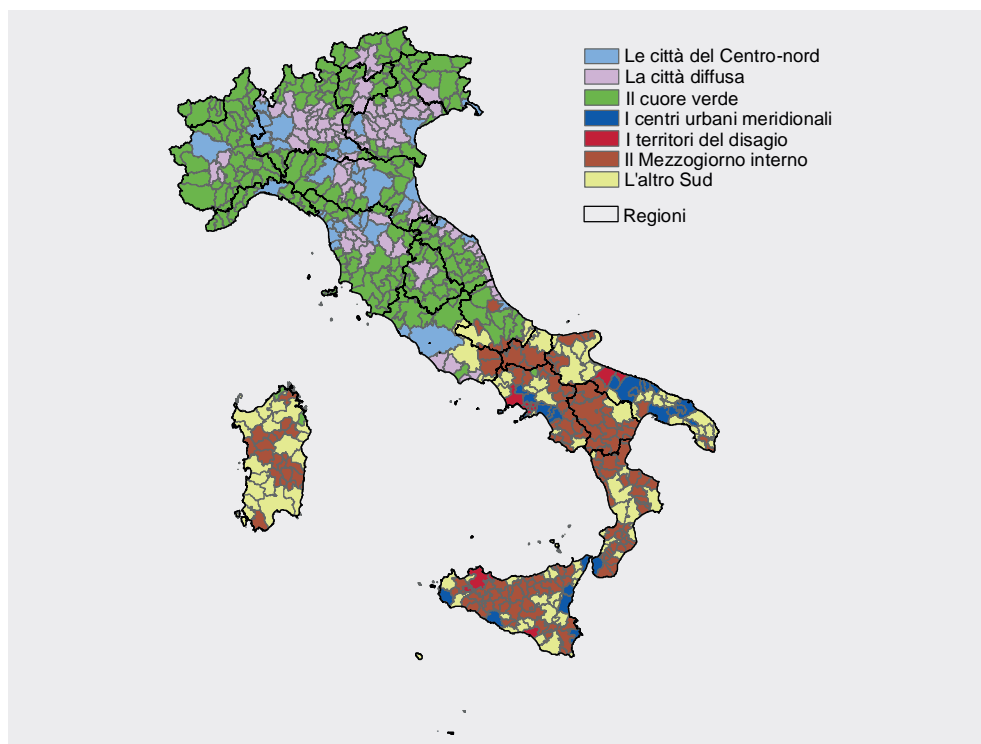 Le città del Centro-nord
La città diffusa
Il cuore verde
I centri urbani meridionali
I territori del disagio
Il Mezzogiorno interno
L'altro Sud
Regioni